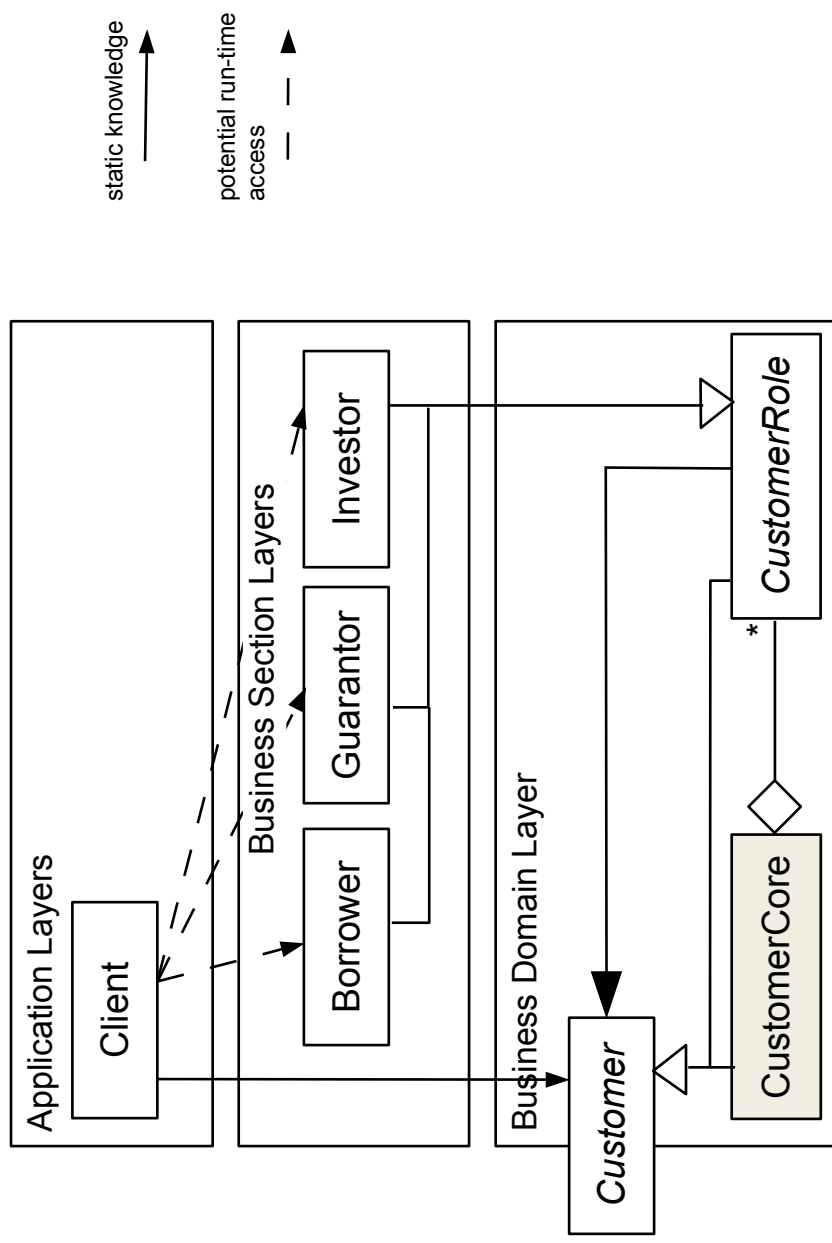 Application Layers
Client
Business Section Layers
Borrower
Guarantor
Investor
Business Domain Layer
Customer
CustomerCore
*
CustomerRole
static knowledge
potential run-time
access